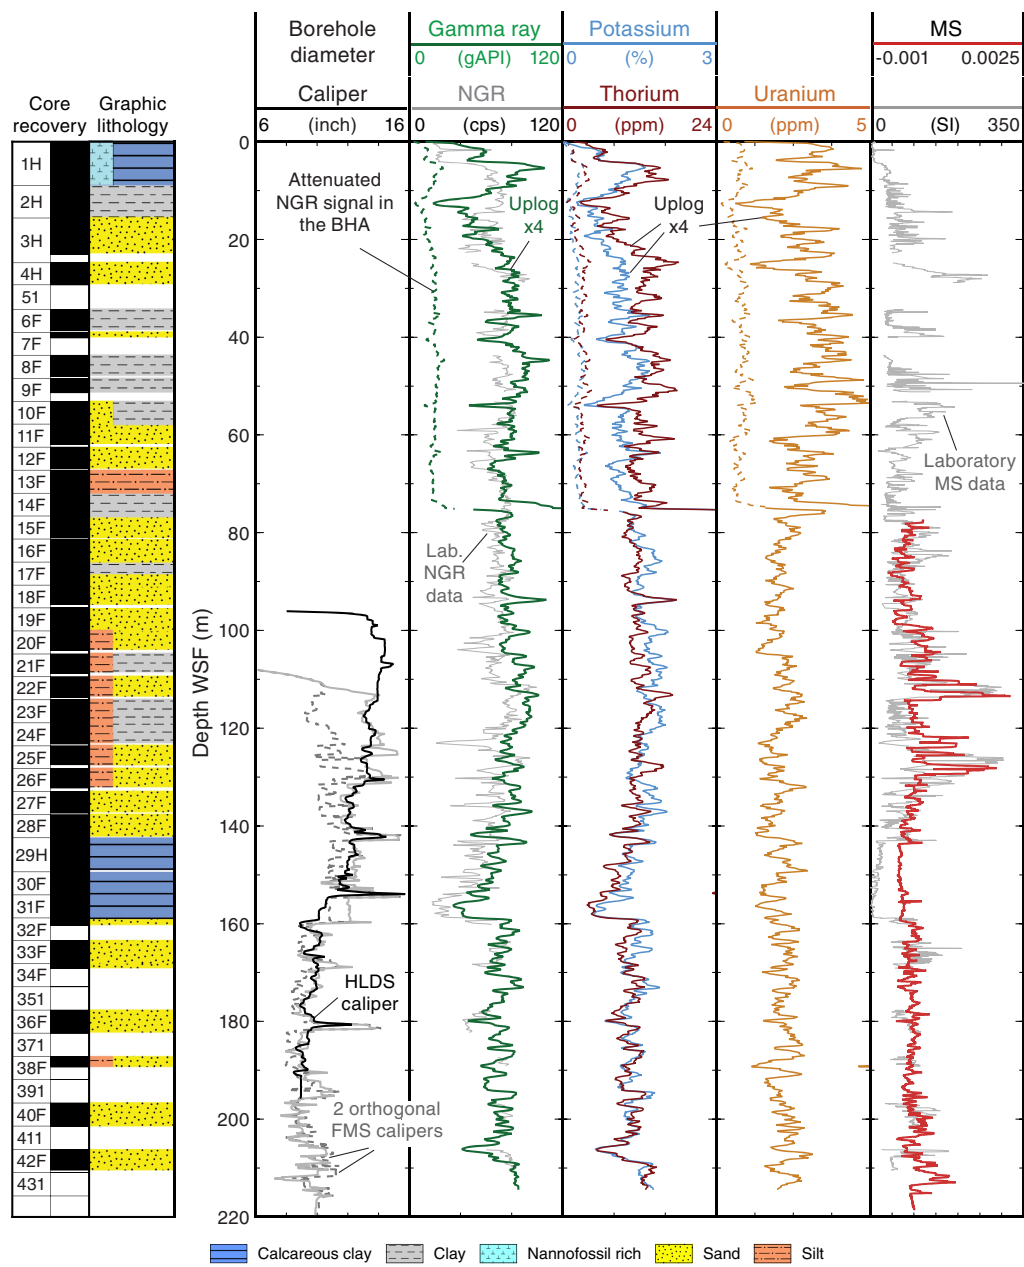 Borehole
diameter
Gamma ray
0 (gAPI) 120
Potassium
0 (%) 3
MS
-0.001 0.0025
Core
recovery
Graphic
lithology
Caliper
6 (inch) 16
NGR
0 (cps) 120
Thorium
0 (ppm) 24
Uranium
0 (ppm) 5
0 (SI) 350
1H
2H
3H
4H
51
6F
7F
8F
9F
10F
11F
12F
13F
14F
15F
16F
17F
18F
19F
20F
21F
22F
23F
24F
25F
26F
27F
28F
29H
30F
31F
32F
33F
34F
351
36F
371
38F
391
40F
411
42F
431
Depth WSF (m)
0
20
40
60
80
100
120
140
160
180
200
220
Attenuated
NGR signal in
the BHA
Uplog
x4
Uplog
x4
Laboratory
MS data
Lab.
NGR
data
HLDS
caliper
2 orthogonal
FMS calipers
Calcareous clay
Clay
Nannofossil rich
Sand
Silt